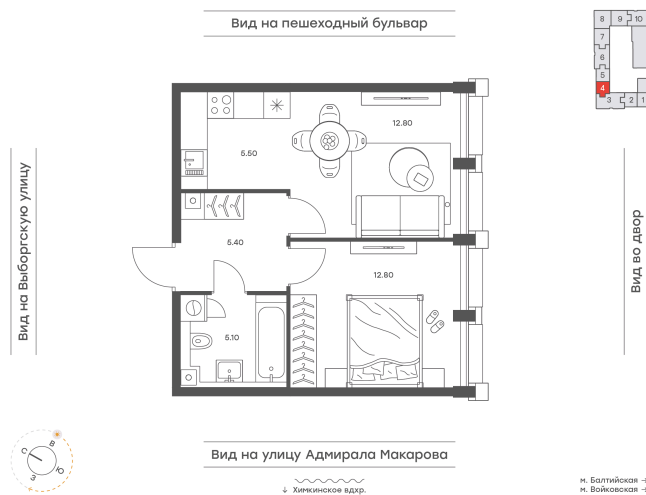 Вид на пешеходный бульвар
8 9 10
7
6
5
4
3 2 1
12.80
5.50
5.40
12.80
5.10
Вид на Выборгскую улицу
Вид во двор
Вид на улицу Адмирала Макарова
↓ Химкинское вдхр.
С В
З Ю
м. Балтийская →
м. Войковская →